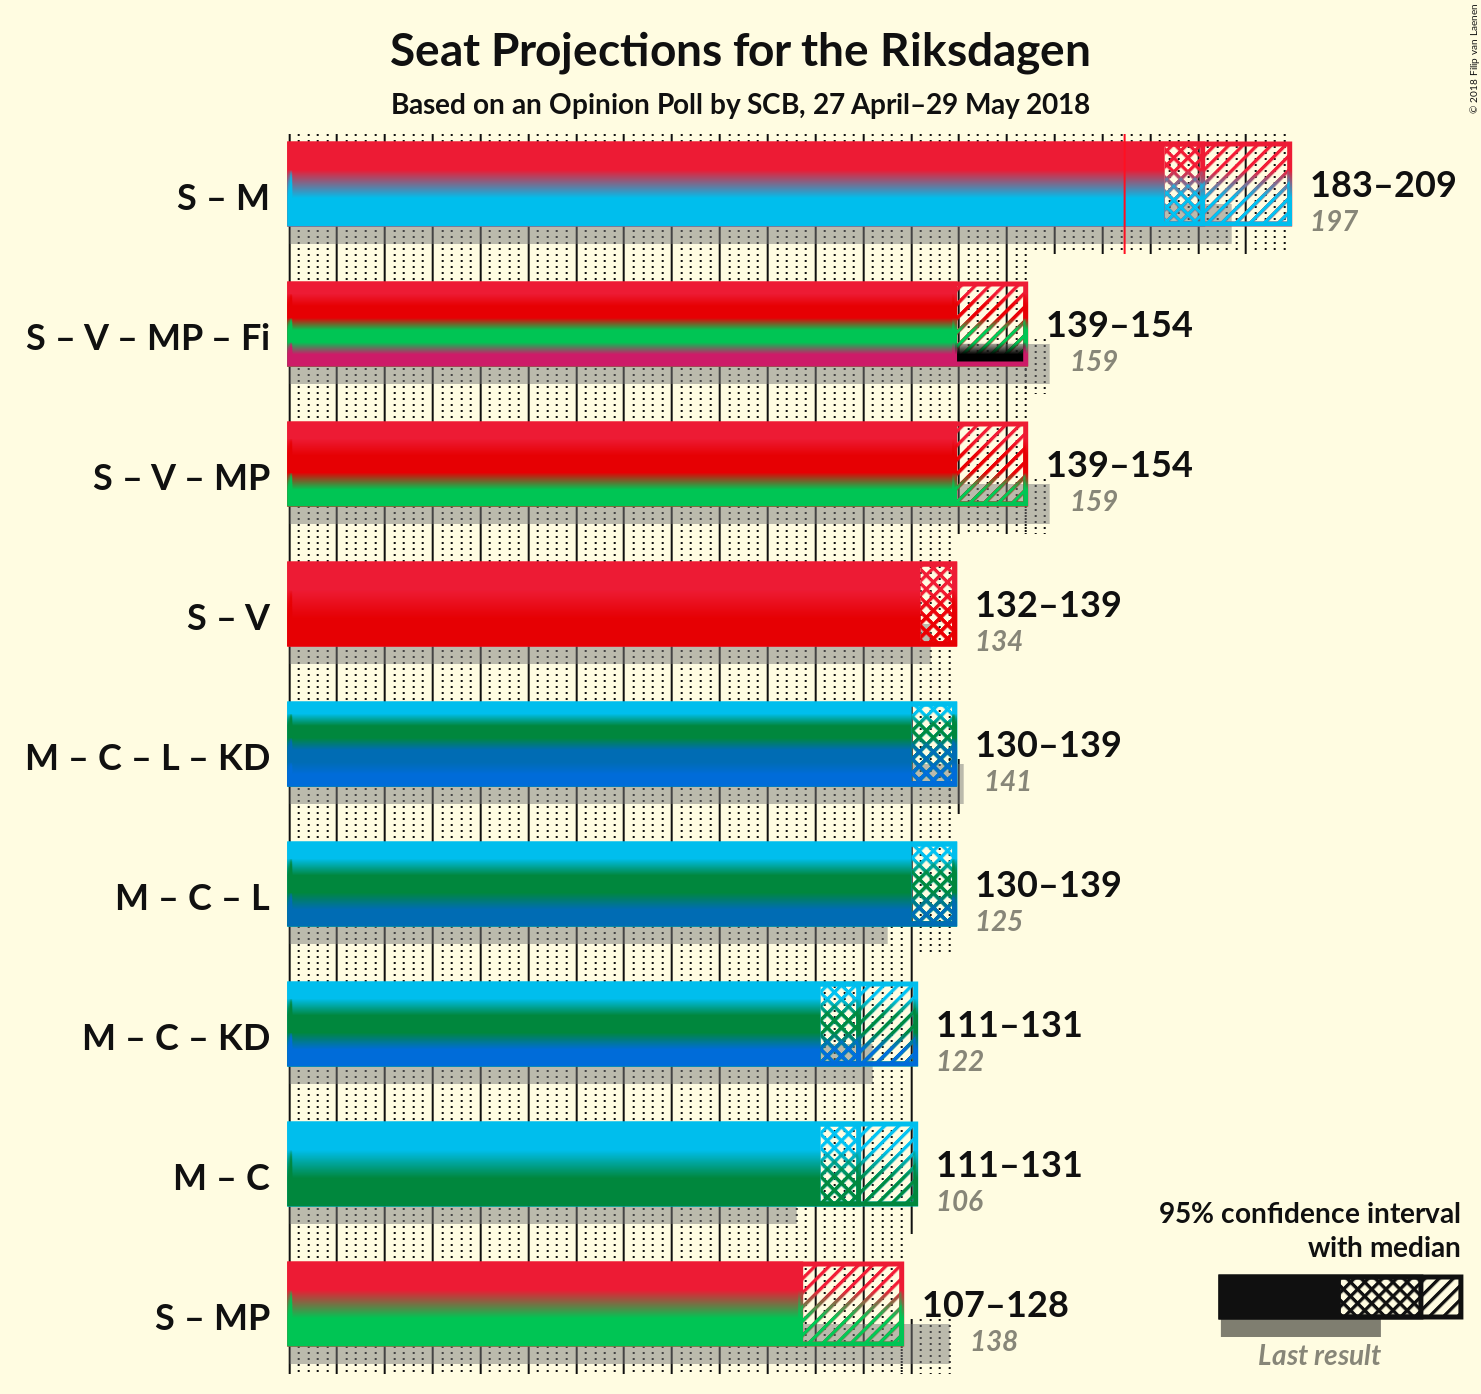 Seat Projections for the Riksdagen
Based on an Opinion Poll by SCB, 27 April–29 May 2018
© 2018 Filip van Laenen
S – M
183–209
197
S – V – MP – Fi
139–154
159
S – V – MP
139–154
159
S – V
132–139
134
M – C – L – KD
130–139
141
M – C – L
130–139
125
M – C – KD
111–131
122
M – C
111–131
106
S – MP
107–128
138
95% confidence interval
with median
Last result